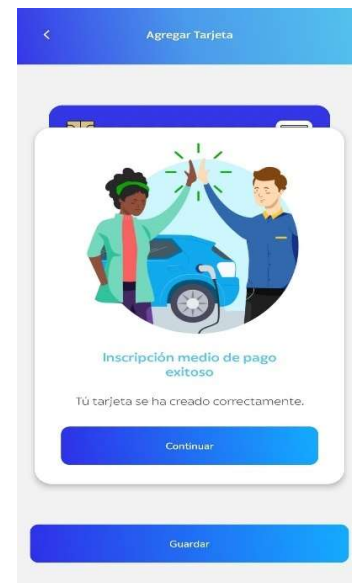 Agregar Tarjeta
Inscripción medio de pago
exitoso
Tú tarjeta se ha creado correctamente.
Continuar
Guardar